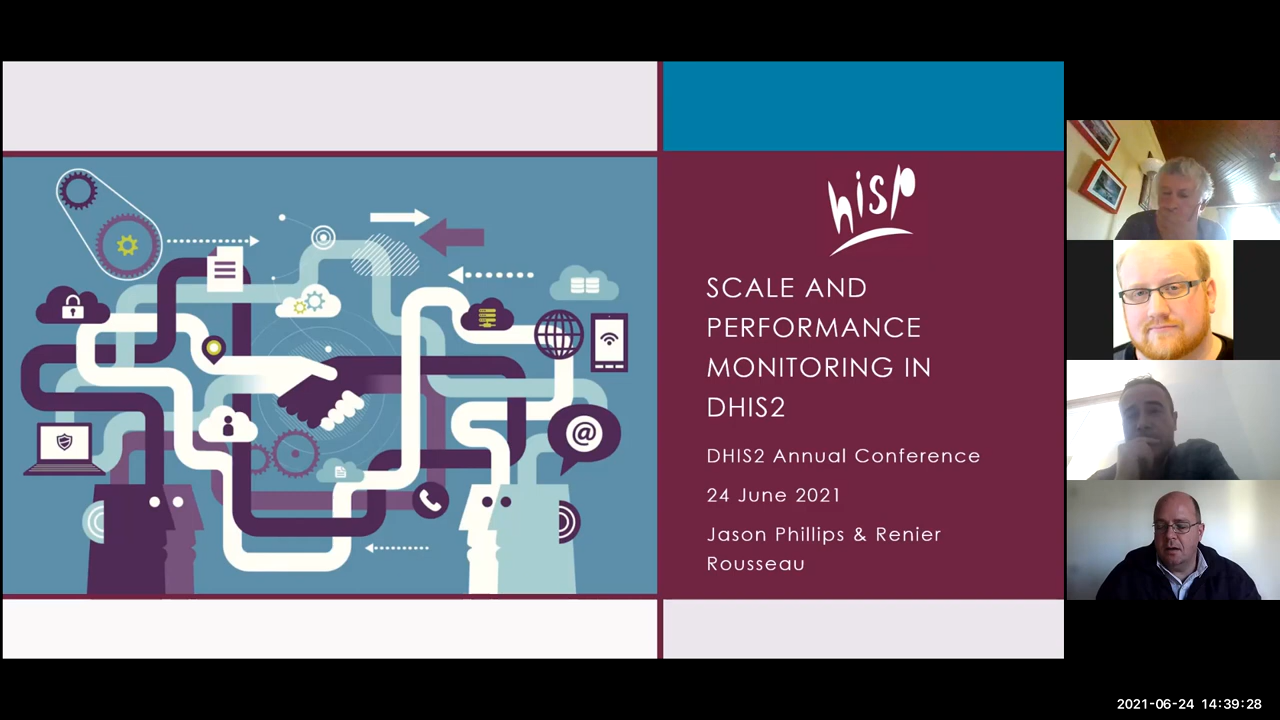 hisp
SCALE AND
PERFORMANCE
MONITORING IN
DHIS2
DHIS2 Annual Conference
24 June 2021
Jason Phillips & Renier
Rousseau
@
2021-06-24 14:39:28